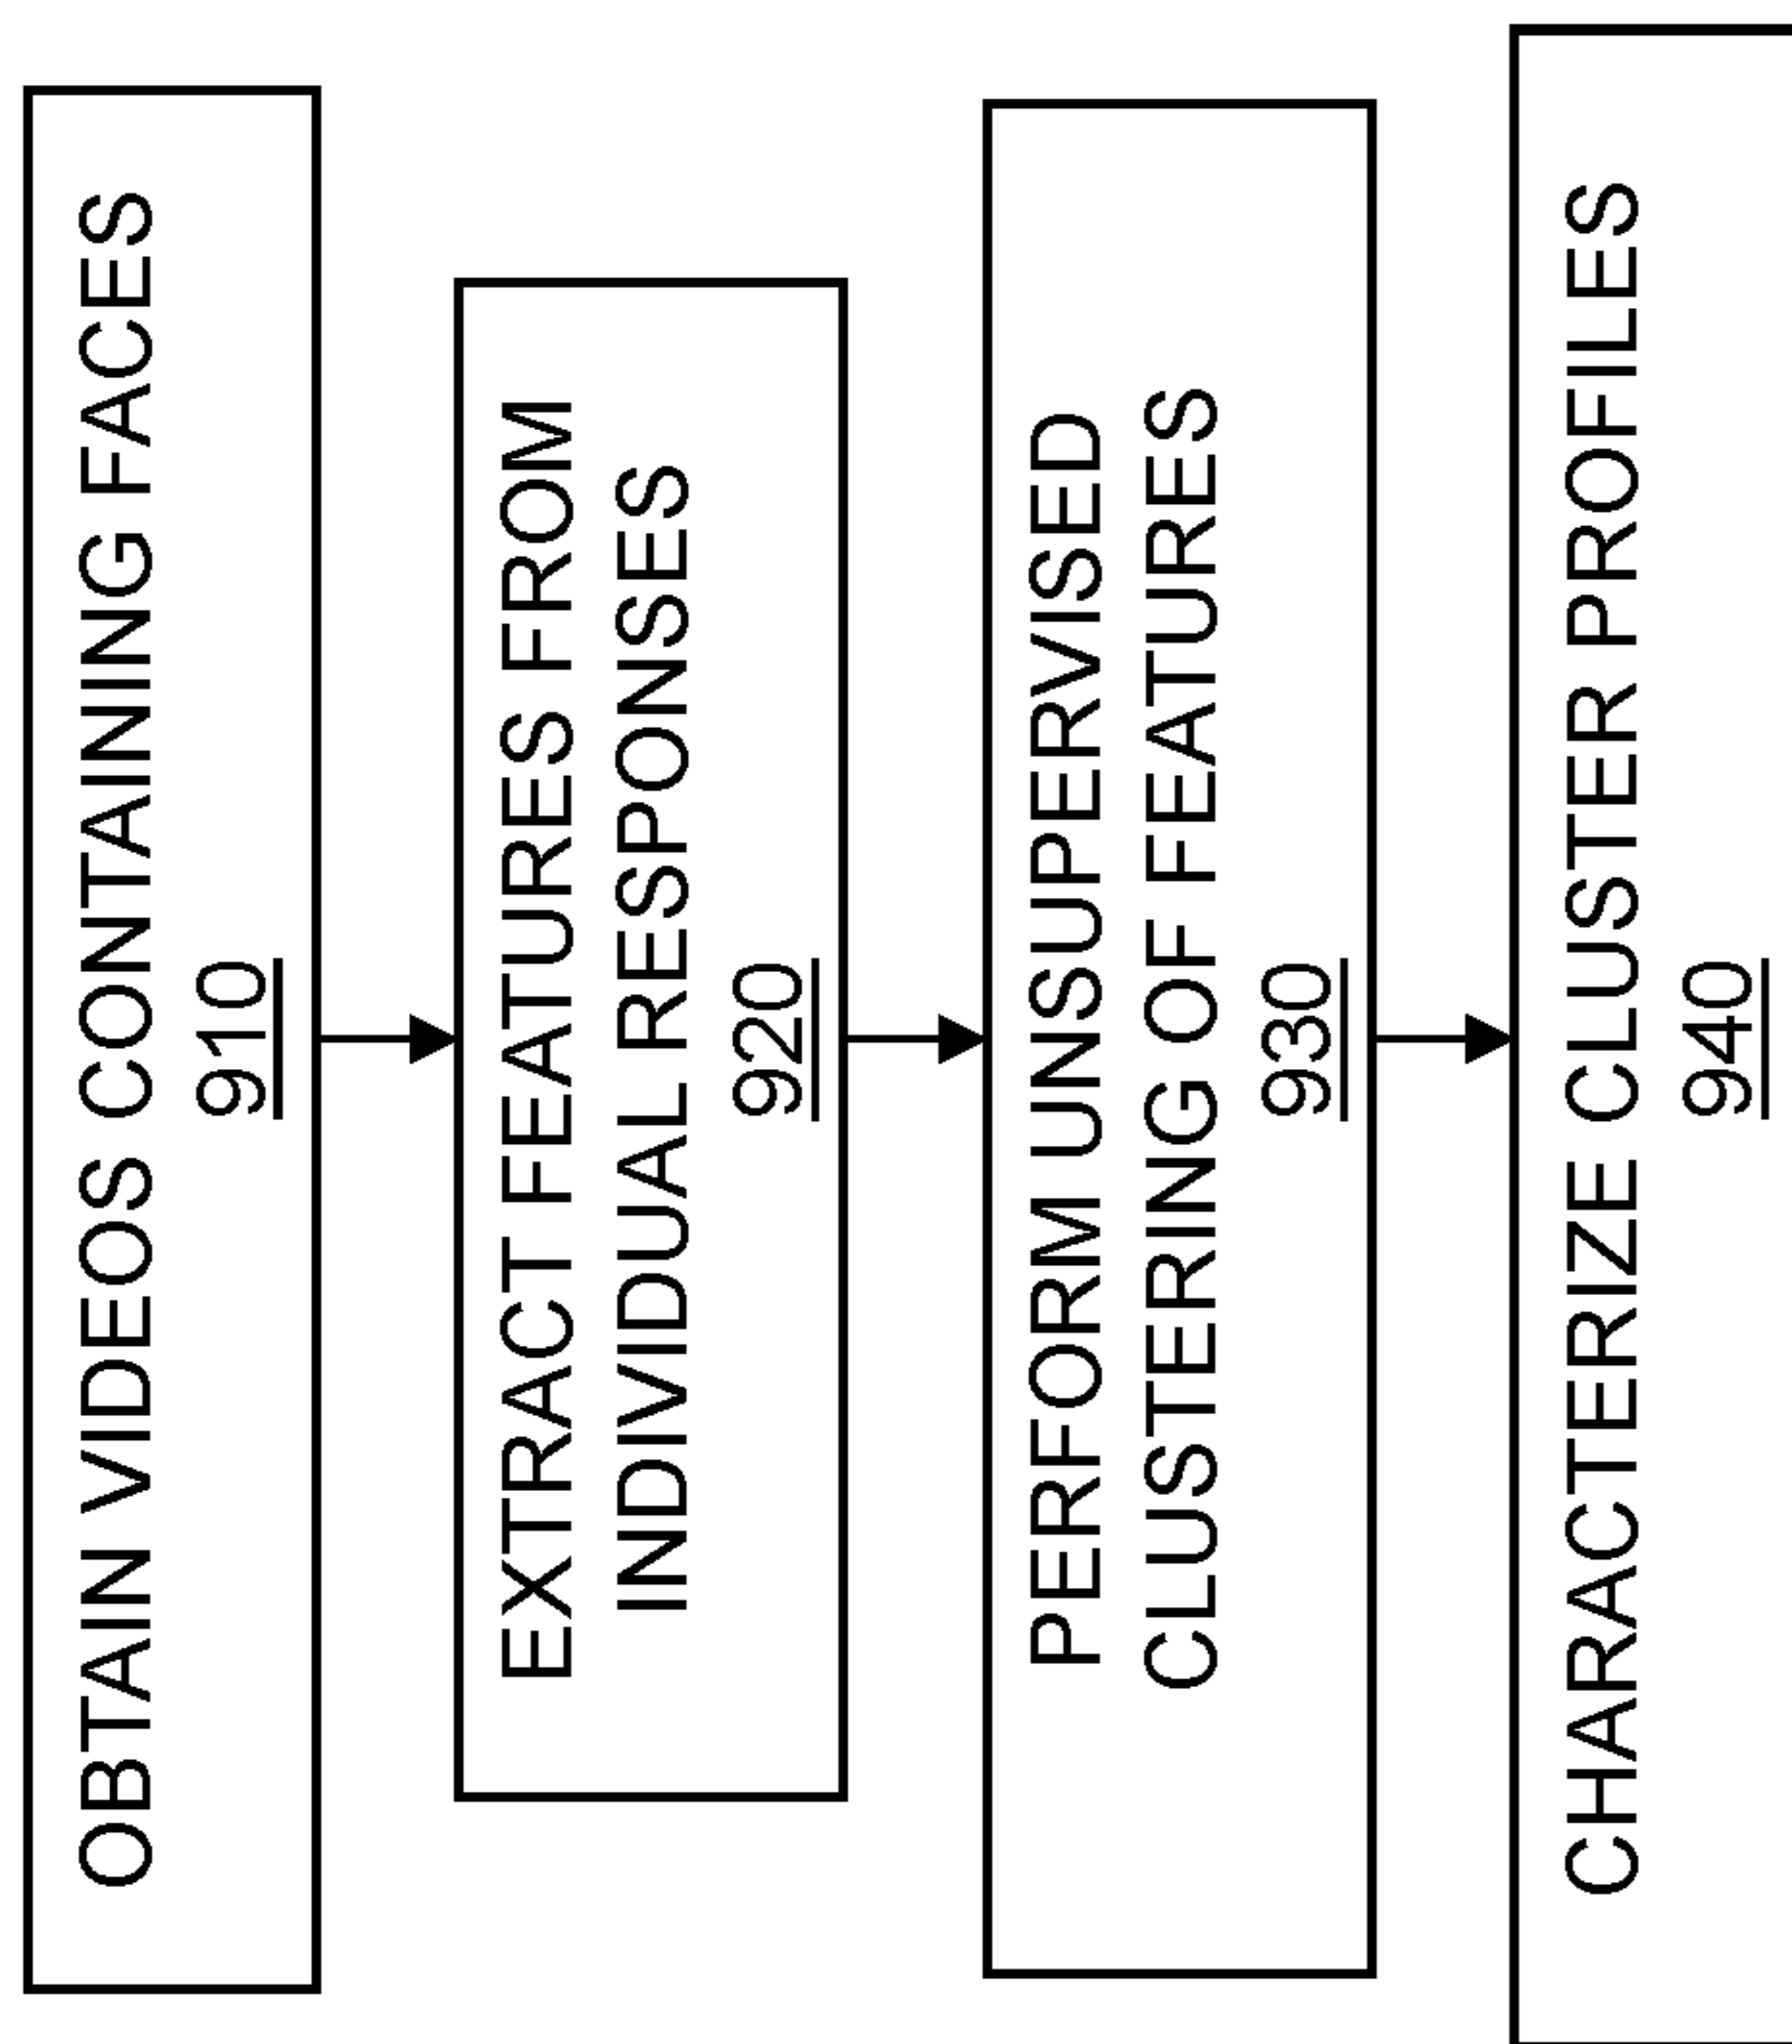 OBTAIN VIDEOS CONTAINING FACES
910
EXTRACT FEATURES FROM
INDIVIDUAL RESPONSES
920
PERFORM UNSUPERVISED
CLUSTERING OF FEATURES
930
CHARACTERIZE CLUSTER PROFILES
940